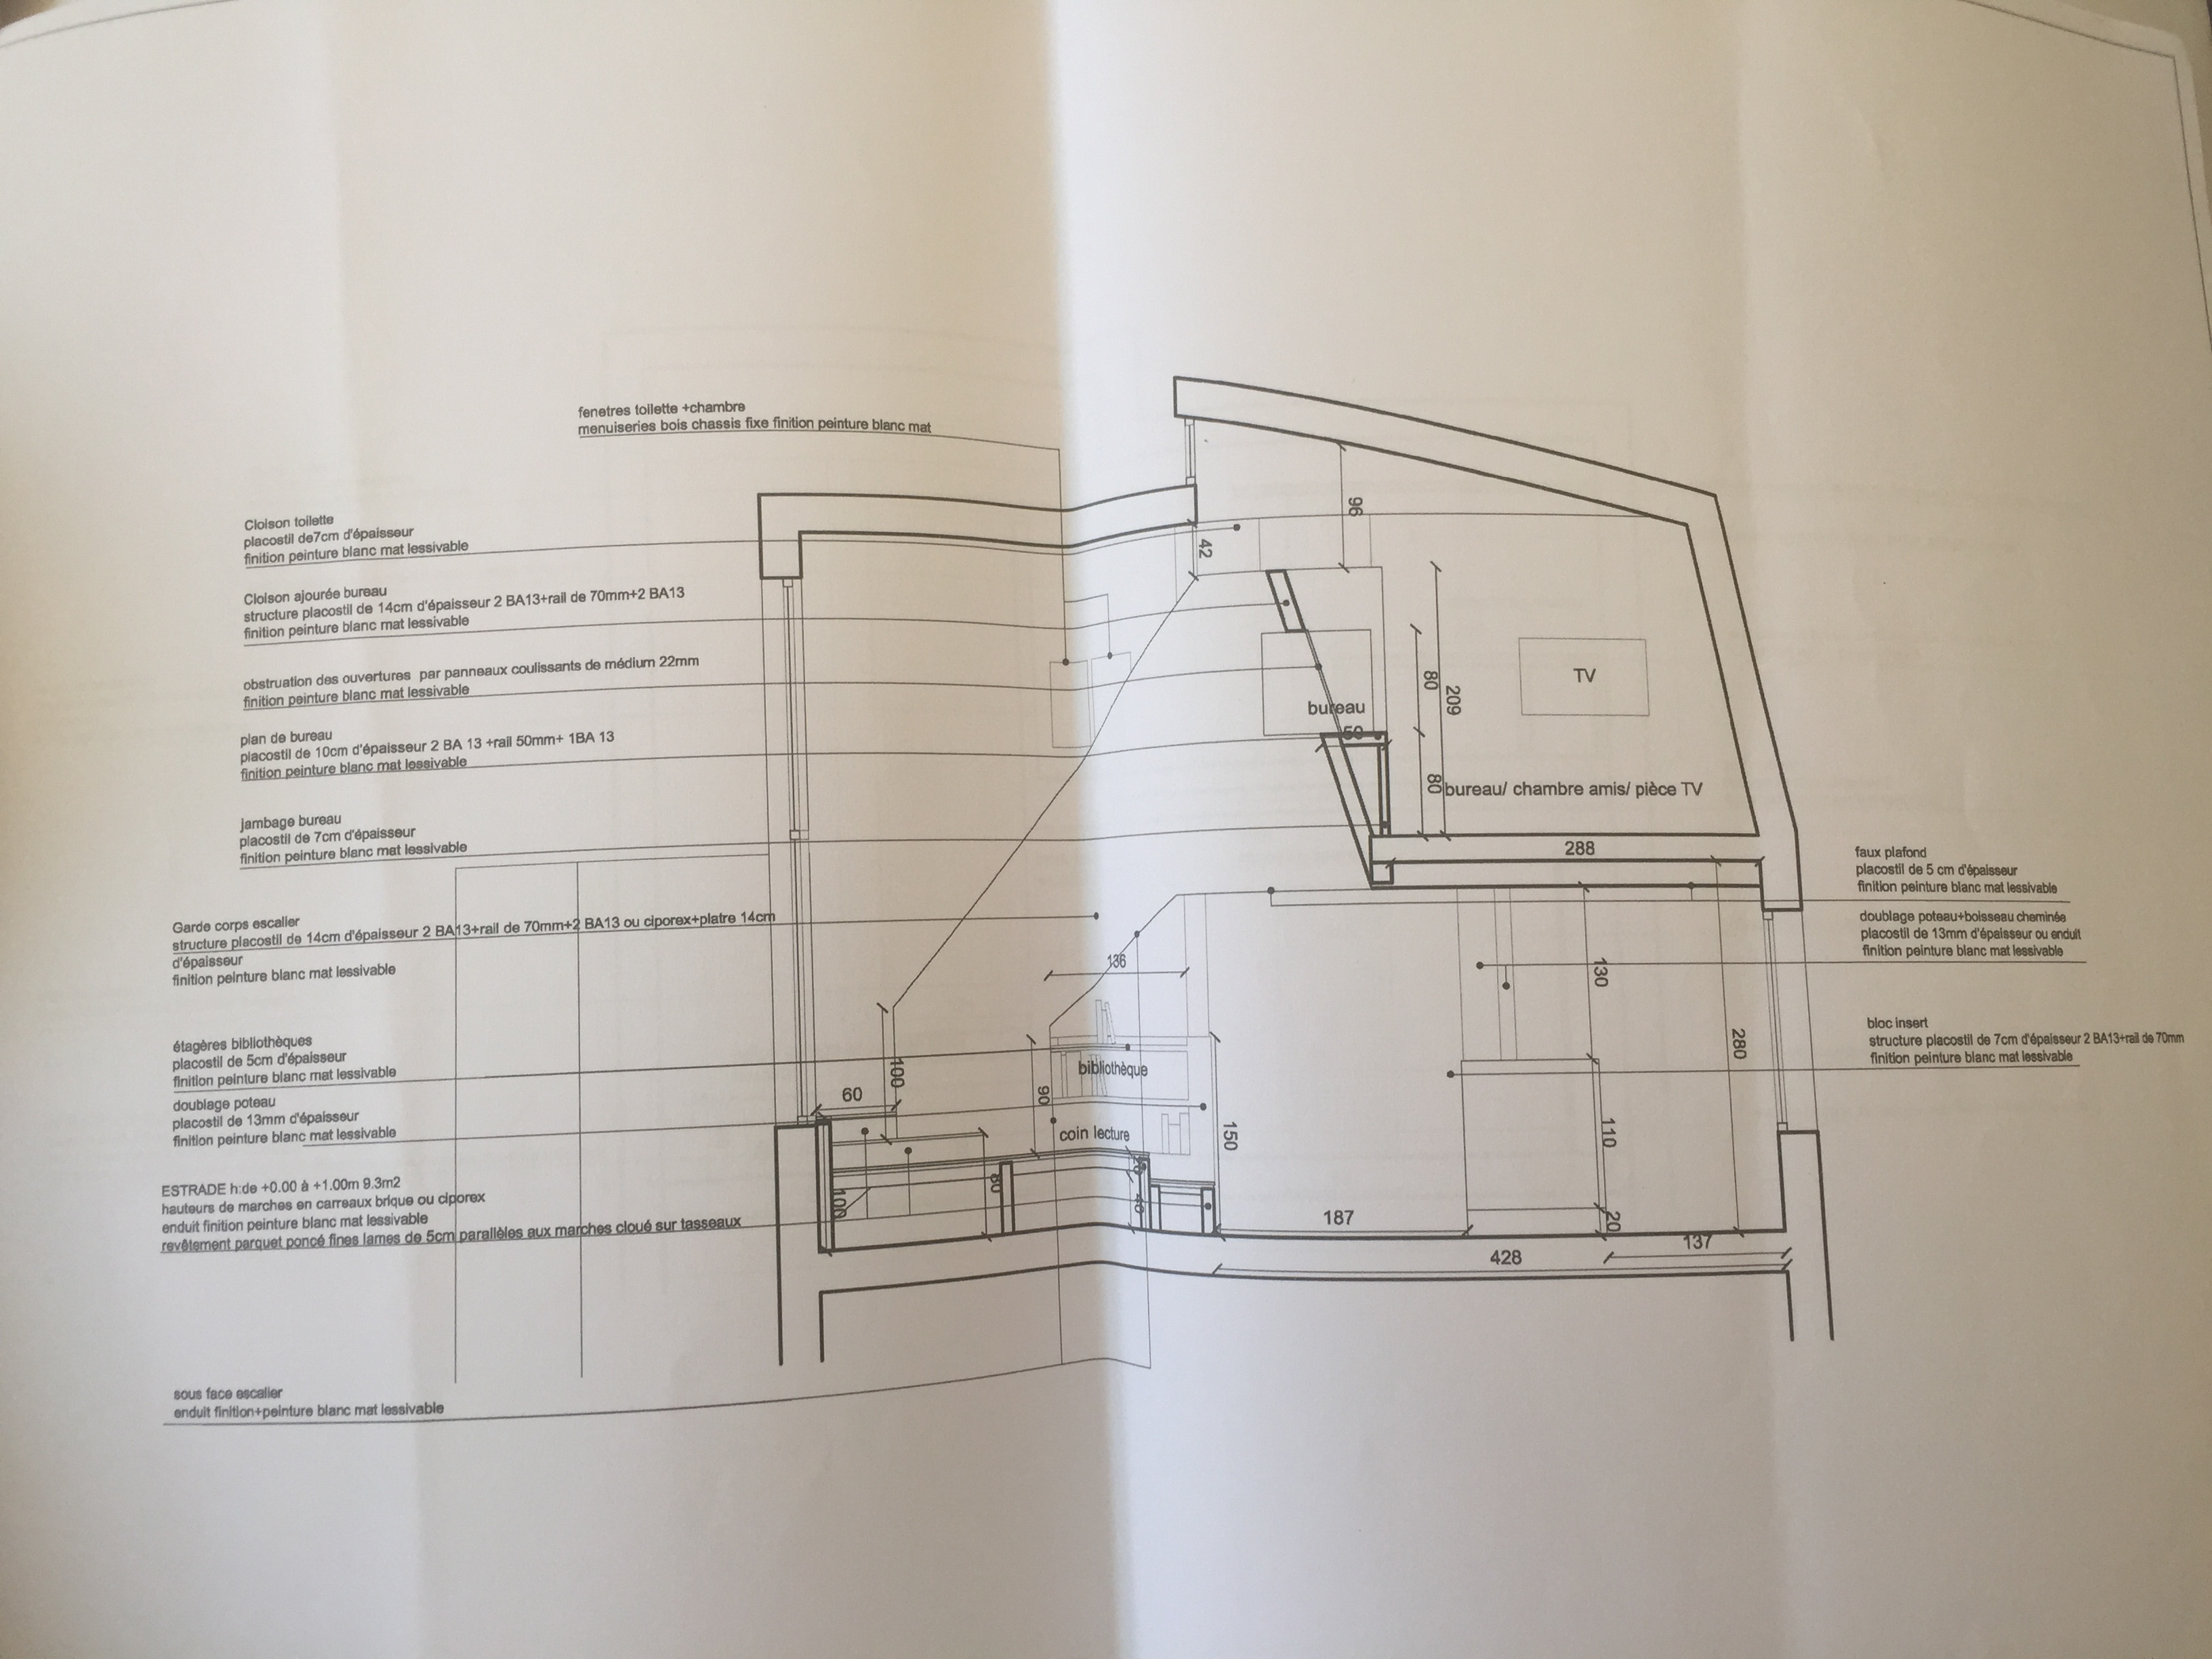 fenetres toilette +chambre
menuiseries bois chassis fixe finition peinture blanc mat
Cloison toilette
placostil de7cm d'épaisseur
finition peinture blanc mat lessivable
Cloison ajourée bureau
structure placostil de 14cm d'épaisseur 2 BA13+rail de 70mm+2 BA13
finition peinture blanc mat lessivable
obstruation des ouvertures par panneaux coulissants de médium 22mm
finition peinture blanc mat lessivable
plan de bureau
placostil de 10cm d'épaisseur 2 BA 13 +rail 50mm+ 1BA 13
finition peinture blanc mat lessivable
jambage bureau
placostil de 7cm d'épaisseur
finition peinture blanc mat lessivable
Garde corps escalier
structure placostil de 14cm d'épaisseur 2 BA13+rail de 70mm+2 BA13 ou ciporex+platre 14cm
d'épaisseur
finition peinture blanc mat lessivable
étagères bibliothèques
placostil de 5cm d'épaisseur
finition peinture blanc mat lessivable
doublage poteau
placostil de 13mm d'épaisseur
finition peinture blanc mat lessivable
ESTRADE h:de +0.00 à +1.00m 9.3m2
hauteurs de marches en carreaux brique ou ciporex
enduit finition peinture blanc mat lessivable
revêtement parquet poncé fines lames de 5cm parallèles aux marches cloué sur tasseaux
sous face escalier
enduit finition+peinture blanc mat lessivable
96
42
TV
209
80
bureau
80
bureau/ chambre amis/ pièce TV
288
136
130
280
100
60
90
bibliothèque
coin lecture
150
110
80
100
40
187
20
137
428
faux plafond
placostil de 5 cm d'épaisseur
finition peinture blanc mat lessivable
doublage poteau+boisseau cheminée
placostil de 13mm d'épaisseur ou enduit
finition peinture blanc mat lessivable
bloc insert
structure placostil de 7cm d'épaisseur 2 BA13+rail de 70mm
finition peinture blanc mat lessivable